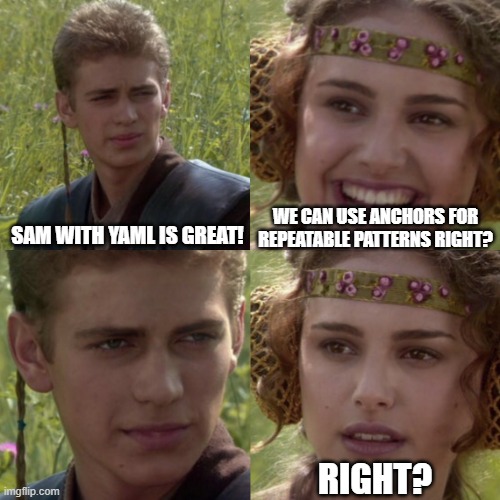 SAM WITH YAML IS GREAT!
WE CAN USE ANCHORS FOR
REPEATABLE PATTERNS RIGHT?
RIGHT?
imgflip.com